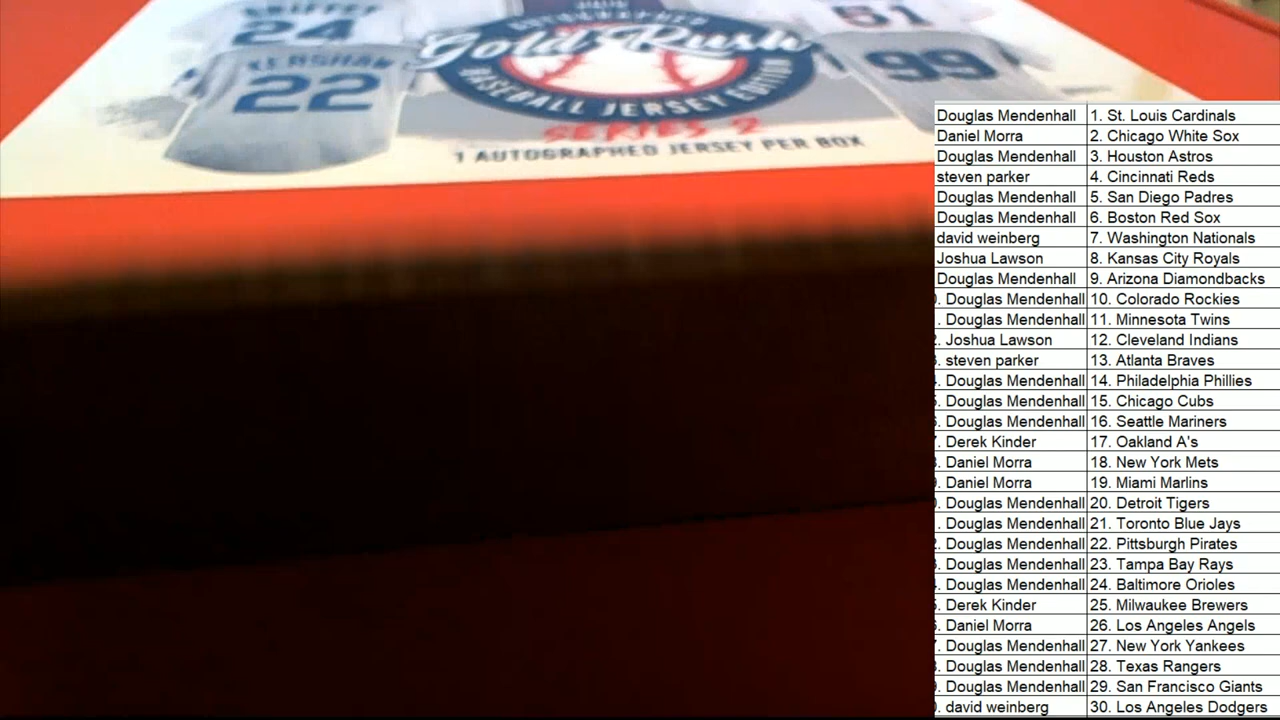 GRIFFEY
24
KERSHAW
22
AUTOGRAPHED
Gold Rush
BASEBALL JERSEY EDITION
SERIES 2
51
99
1 AUTOGRAPHED JERSEY PER BOX
Douglas Mendenhall 1. St. Louis Cardinals
Daniel Morra 2. Chicago White Sox
Douglas Mendenhall 3. Houston Astros
steven parker 4. Cincinnati Reds
Douglas Mendenhall 5. San Diego Padres
Douglas Mendenhall 6. Boston Red Sox
david weinberg 7. Washington Nationals
Joshua Lawson 8. Kansas City Royals
Douglas Mendenhall 9. Arizona Diamondbacks
. Douglas Mendenhall 10. Colorado Rockies
. Douglas Mendenhall 11. Minnesota Twins
. Joshua Lawson 12. Cleveland Indians
. steven parker 13. Atlanta Braves
. Douglas Mendenhall 14. Philadelphia Phillies
. Douglas Mendenhall 15. Chicago Cubs
. Douglas Mendenhall 16. Seattle Mariners
. Derek Kinder 17. Oakland A's
. Daniel Morra 18. New York Mets
. Daniel Morra 19. Miami Marlins
. Douglas Mendenhall 20. Detroit Tigers
. Douglas Mendenhall 21. Toronto Blue Jays
. Douglas Mendenhall 22. Pittsburgh Pirates
. Douglas Mendenhall 23. Tampa Bay Rays
. Douglas Mendenhall 24. Baltimore Orioles
. Derek Kinder 25. Milwaukee Brewers
. Daniel Morra 26. Los Angeles Angels
. Douglas Mendenhall 27. New York Yankees
. Douglas Mendenhall 28. Texas Rangers
. Douglas Mendenhall 29. San Francisco Giants
. david weinberg 30. Los Angeles Dodgers